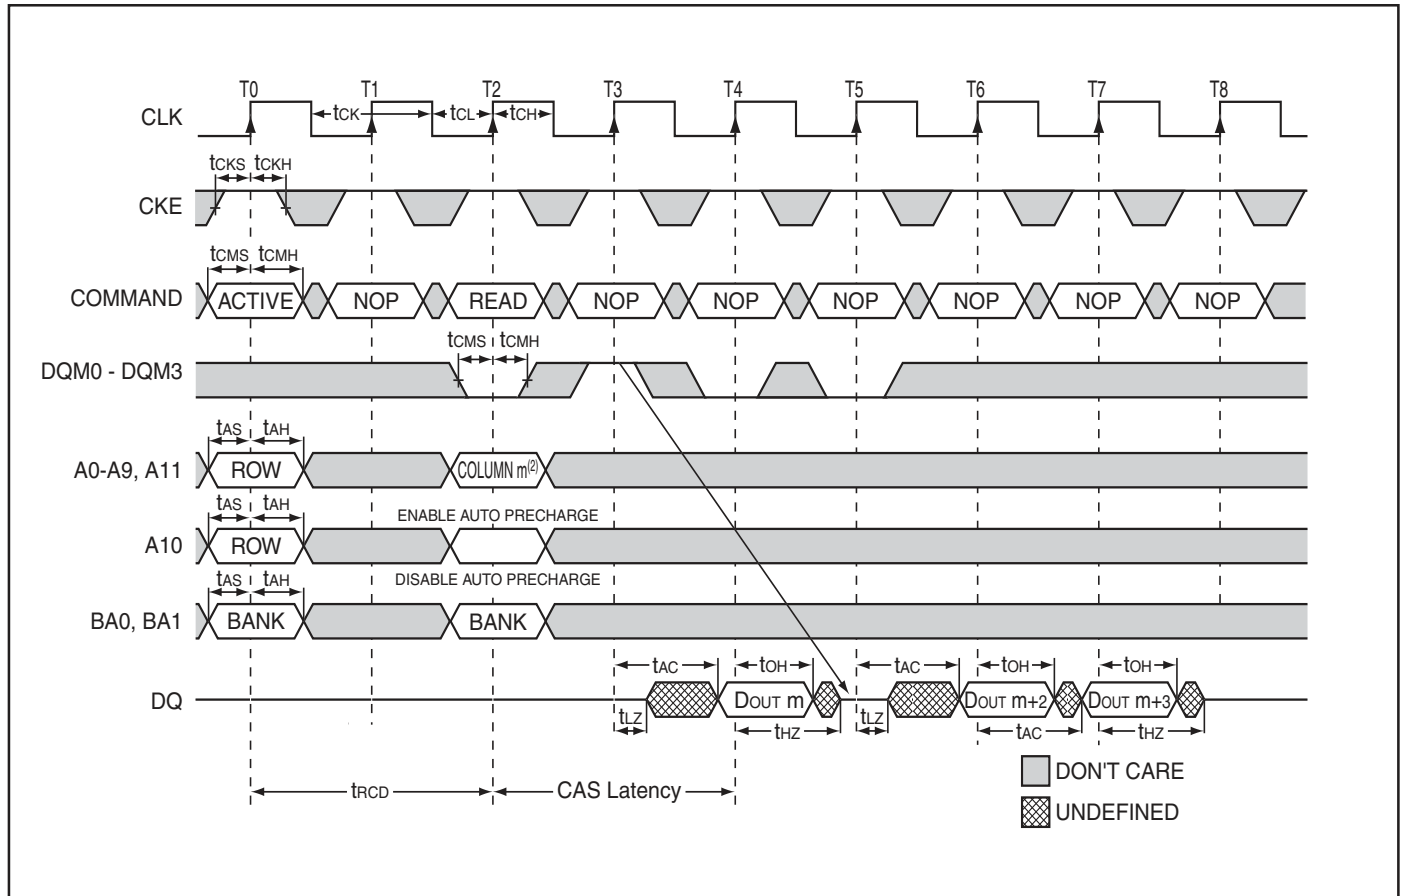 T0 T1 T2 T3 T4 T5 T6 T7 T8
CLK tCK tCL tCH
tCKS tCKH
CKE
tCMS tCMH
COMMAND ACTIVE NOP READ NOP NOP NOP NOP NOP NOP
tCMS tCMH
DQM0 - DQM3
tAS tAH
A0-A9, A11 ROW COLUMN m(2)
tAS tAH ENABLE AUTO PRECHARGE
A10 ROW
tAS tAH DISABLE AUTO PRECHARGE
BA0, BA1 BANK BANK
tAC tOH tAC tOH tOH
DQ DOUT m DOUT m+2 DOUT m+3
tLZ tHZ tLZ tAC tHZ
DON'T CARE
tRCD CAS Latency
UNDEFINED